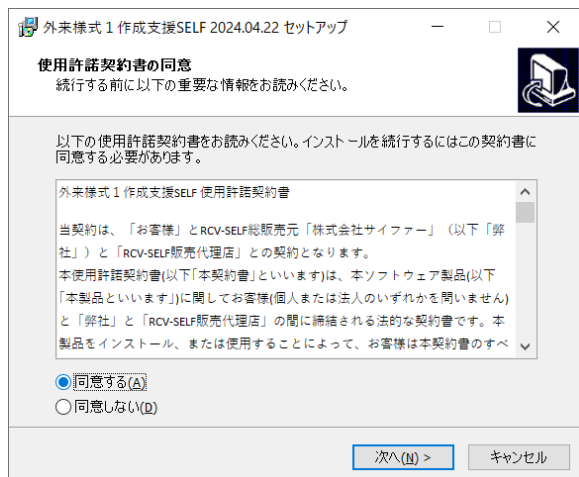 外来様式１作成支援SELF 2024.04.22 セットアップ
使用許諾契約書の同意
続行する前に以下の重要な情報をお読みください。
以下の使用許諾契約書をお読みください。インストールを続行するにはこの契約書に
同意する必要があります。
外来様式１作成支援SELF 使用許諾契約書
当契約は、「お客様」とRCV-SELF総販売元「株式会社サイファー」（以下「弊
社」）と「RCV-SELF販売代理店」との契約となります。
本使用許諾契約書(以下「本契約書」といいます)は、本ソフトウェア製品(以下
「本製品といいます」)に関してお客様(個人または法人のいずれかを問いません)
と「弊社」と「RCV-SELF販売代理店」の間に締結される法的な契約書です。本
製品をインストール、または使用することによって、お客様は本契約書のすべ
同意する(A)
同意しない(D)
次へ(N) >
キャンセル